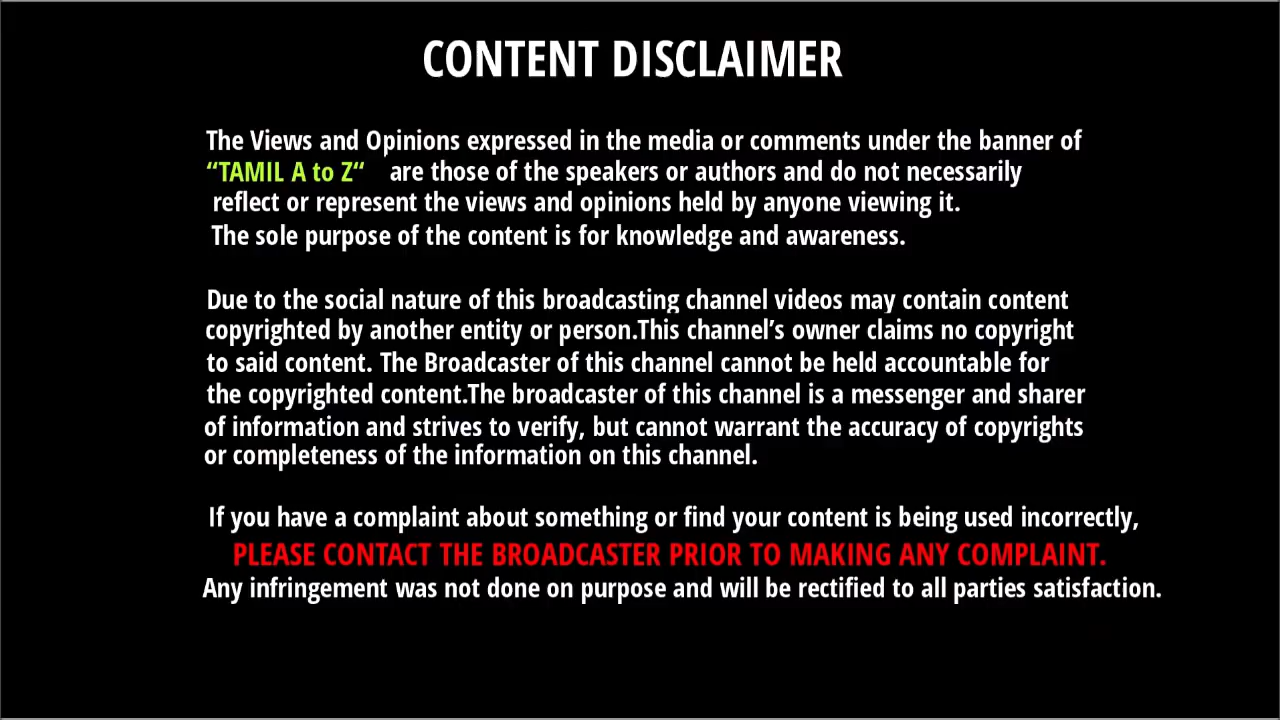 CONTENT DISCLAIMER
The Views and Opinions expressed in the media or comments under the banner of
“TAMIL A to Z“ are those of the speakers or authors and do not necessarily
reflect or represent the views and opinions held by anyone viewing it.
The sole purpose of the content is for knowledge and awareness.
Due to the social nature of this broadcasting channel videos may contain content
copyrighted by another entity or person.This channel’s owner claims no copyright
to said content. The Broadcaster of this channel cannot be held accountable for
the copyrighted content.The broadcaster of this channel is a messenger and sharer
of information and strives to verify, but cannot warrant the accuracy of copyrights
or completeness of the information on this channel.
If you have a complaint about something or find your content is being used incorrectly,
PLEASE CONTACT THE BROADCASTER PRIOR TO MAKING ANY COMPLAINT.
Any infringement was not done on purpose and will be rectified to all parties satisfaction.